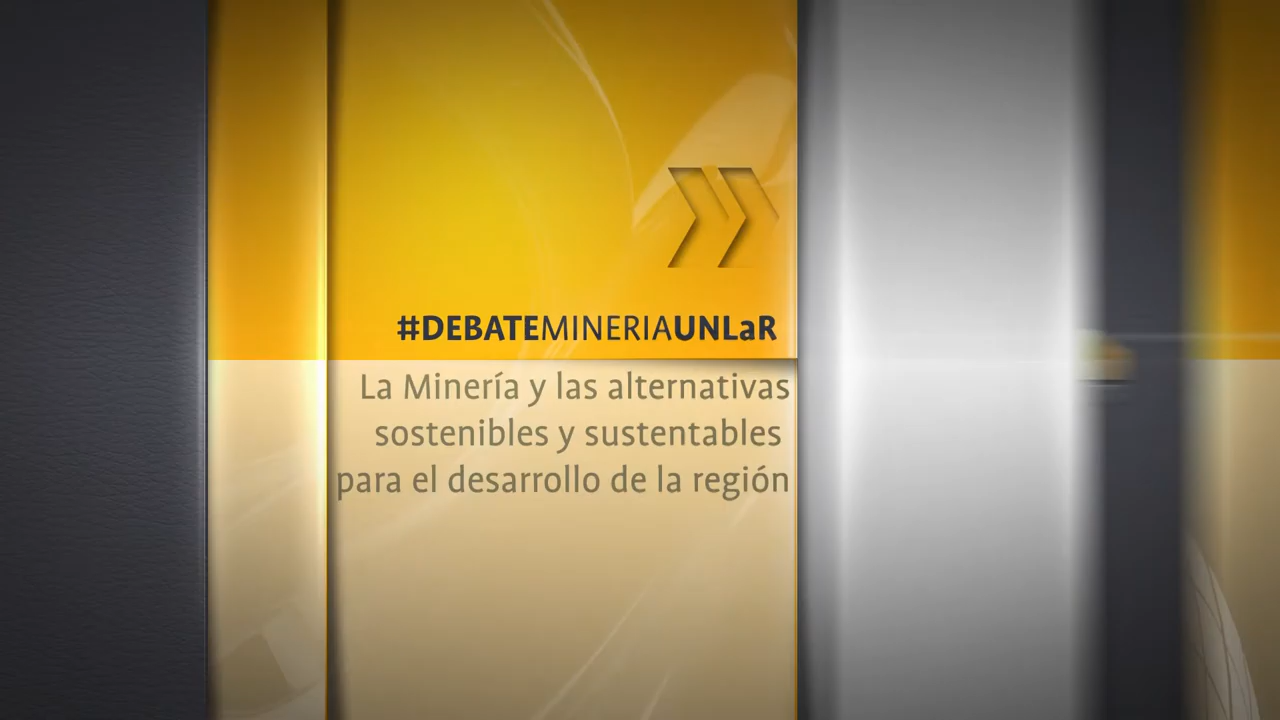 #DEBATEMINERIAUNLaR
La Minería y las alternativas
sostenibles y sustentables
para el desarrollo de la región